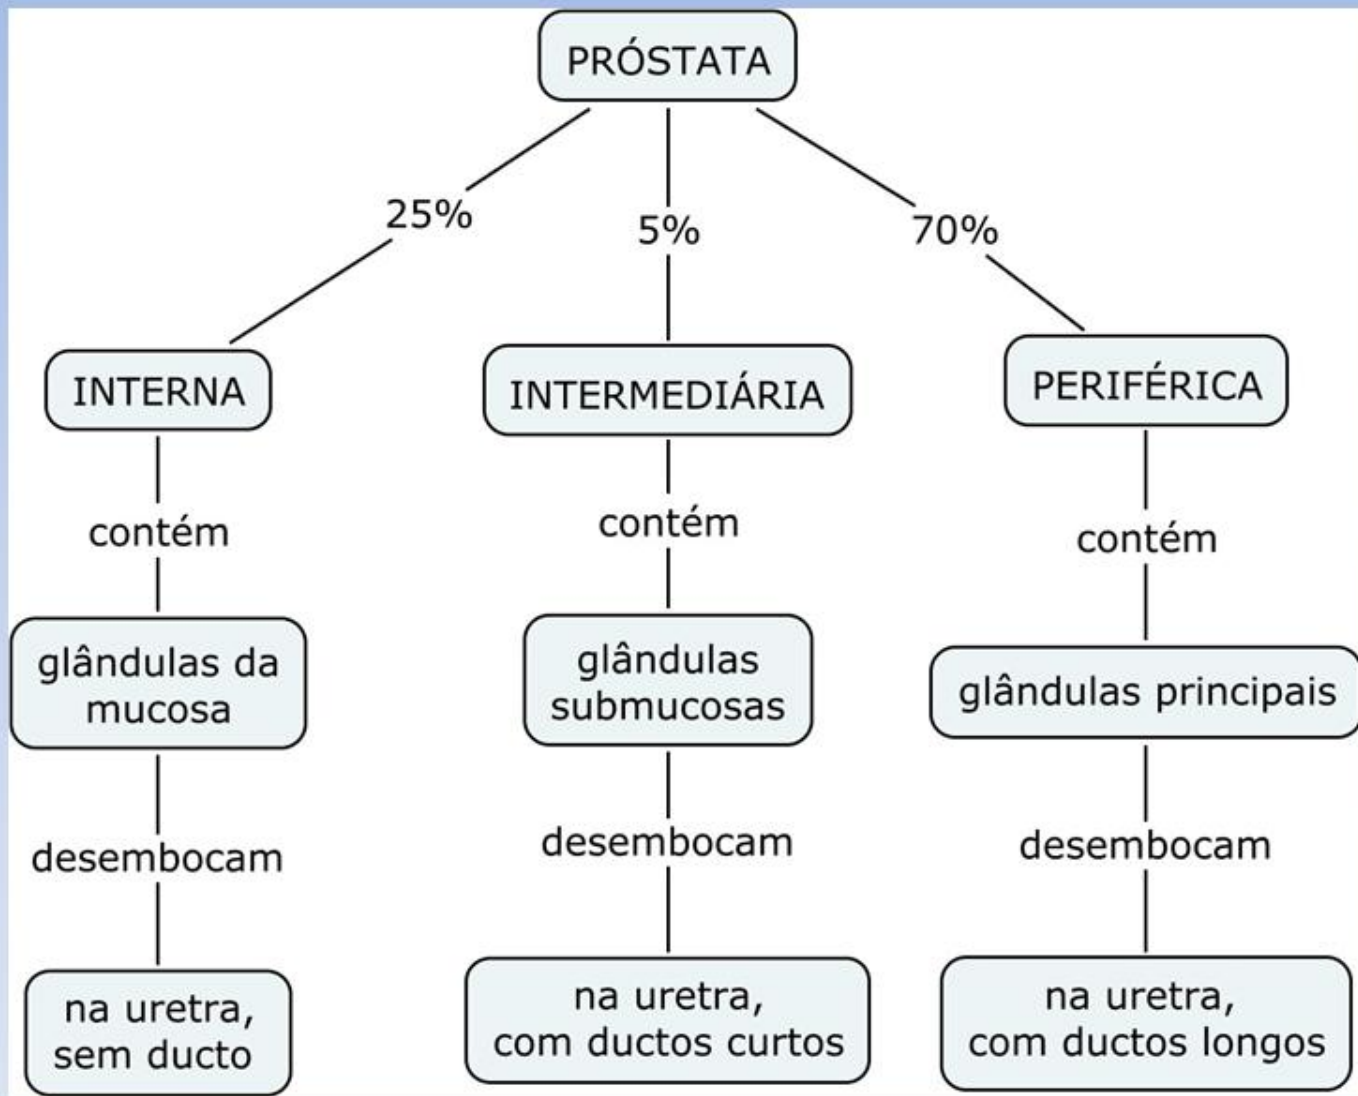 PRÓSTATA
25%
5%
70%
INTERNA
INTERMEDIÁRIA
PERIFÉRICA
contém
contém
contém
glândulas da
mucosa
glândulas
submucosas
glândulas principais
desembocam
desembocam
desembocam
na uretra,
sem ducto
na uretra,
com ductos curtos
na uretra,
com ductos longos